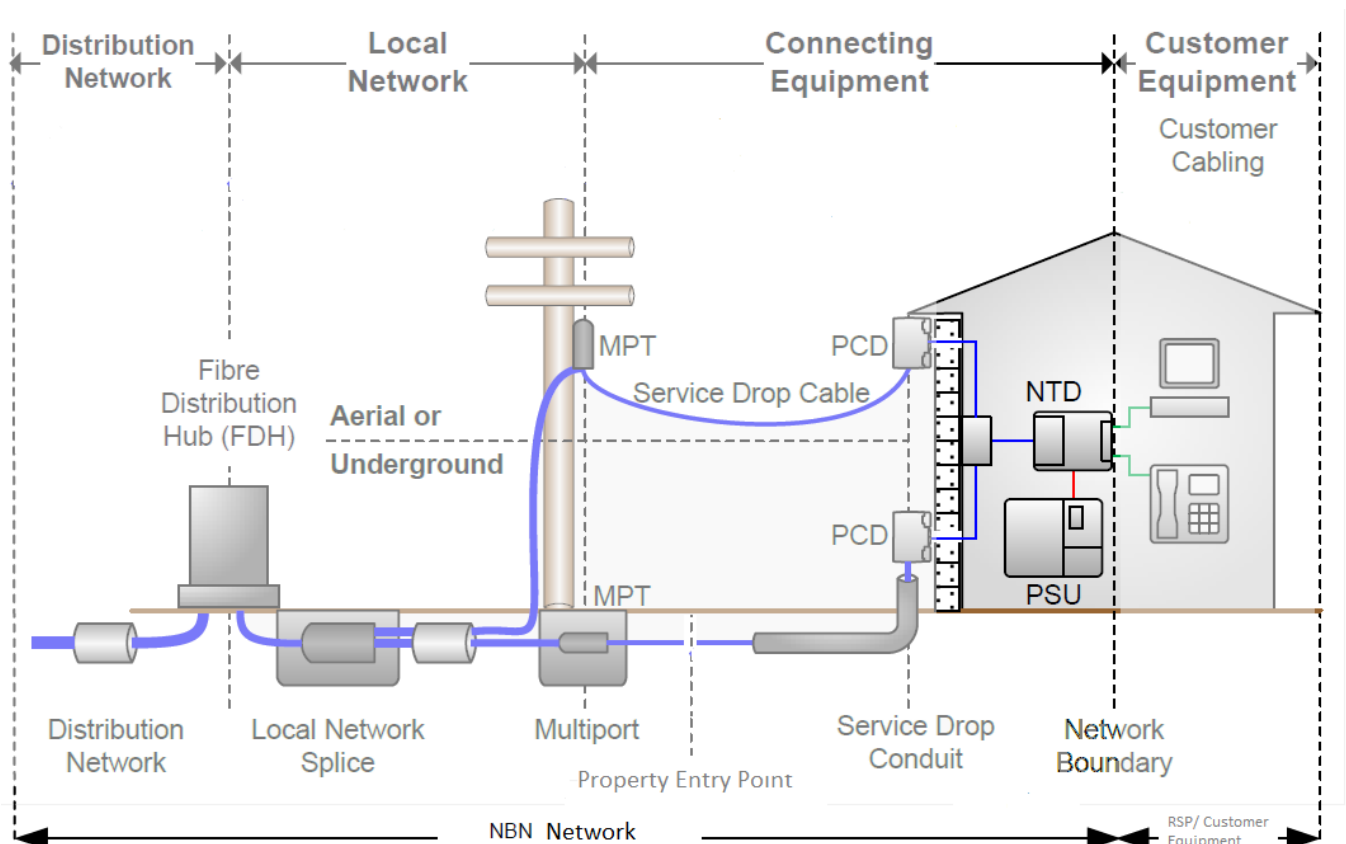 Distribution
Network
Local
Network
Connecting
Equipment
Customer
Equipment
Customer
Cabling
MPT
PCD
Service Drop Cable
Fibre
Distribution
Hub (FDH)
Aerial or
Underground
NTD
PCD
PSU
MPT
Distribution
Network
Local Network
Splice
Multiport
Property Entry Point
Service Drop
Conduit
Network
Boundary
NBN Network
RSP/ Customer
Equipment